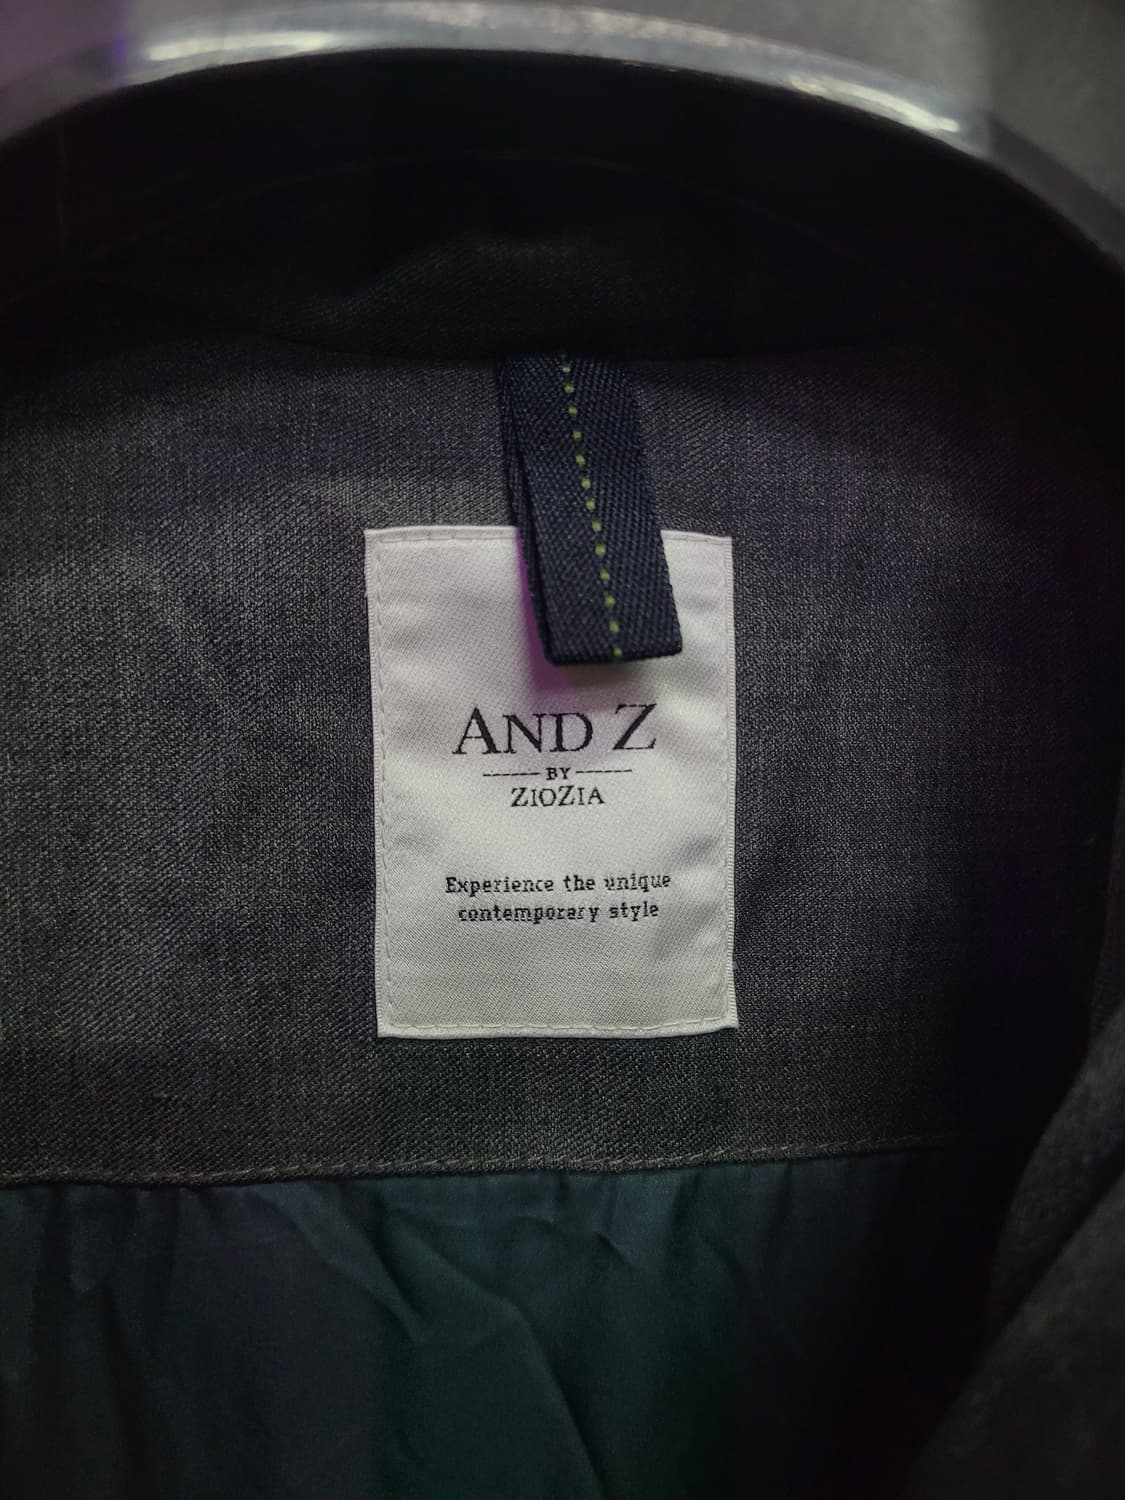 AND Z
BY
ZIOZIA
Experience the unique
contemporary style